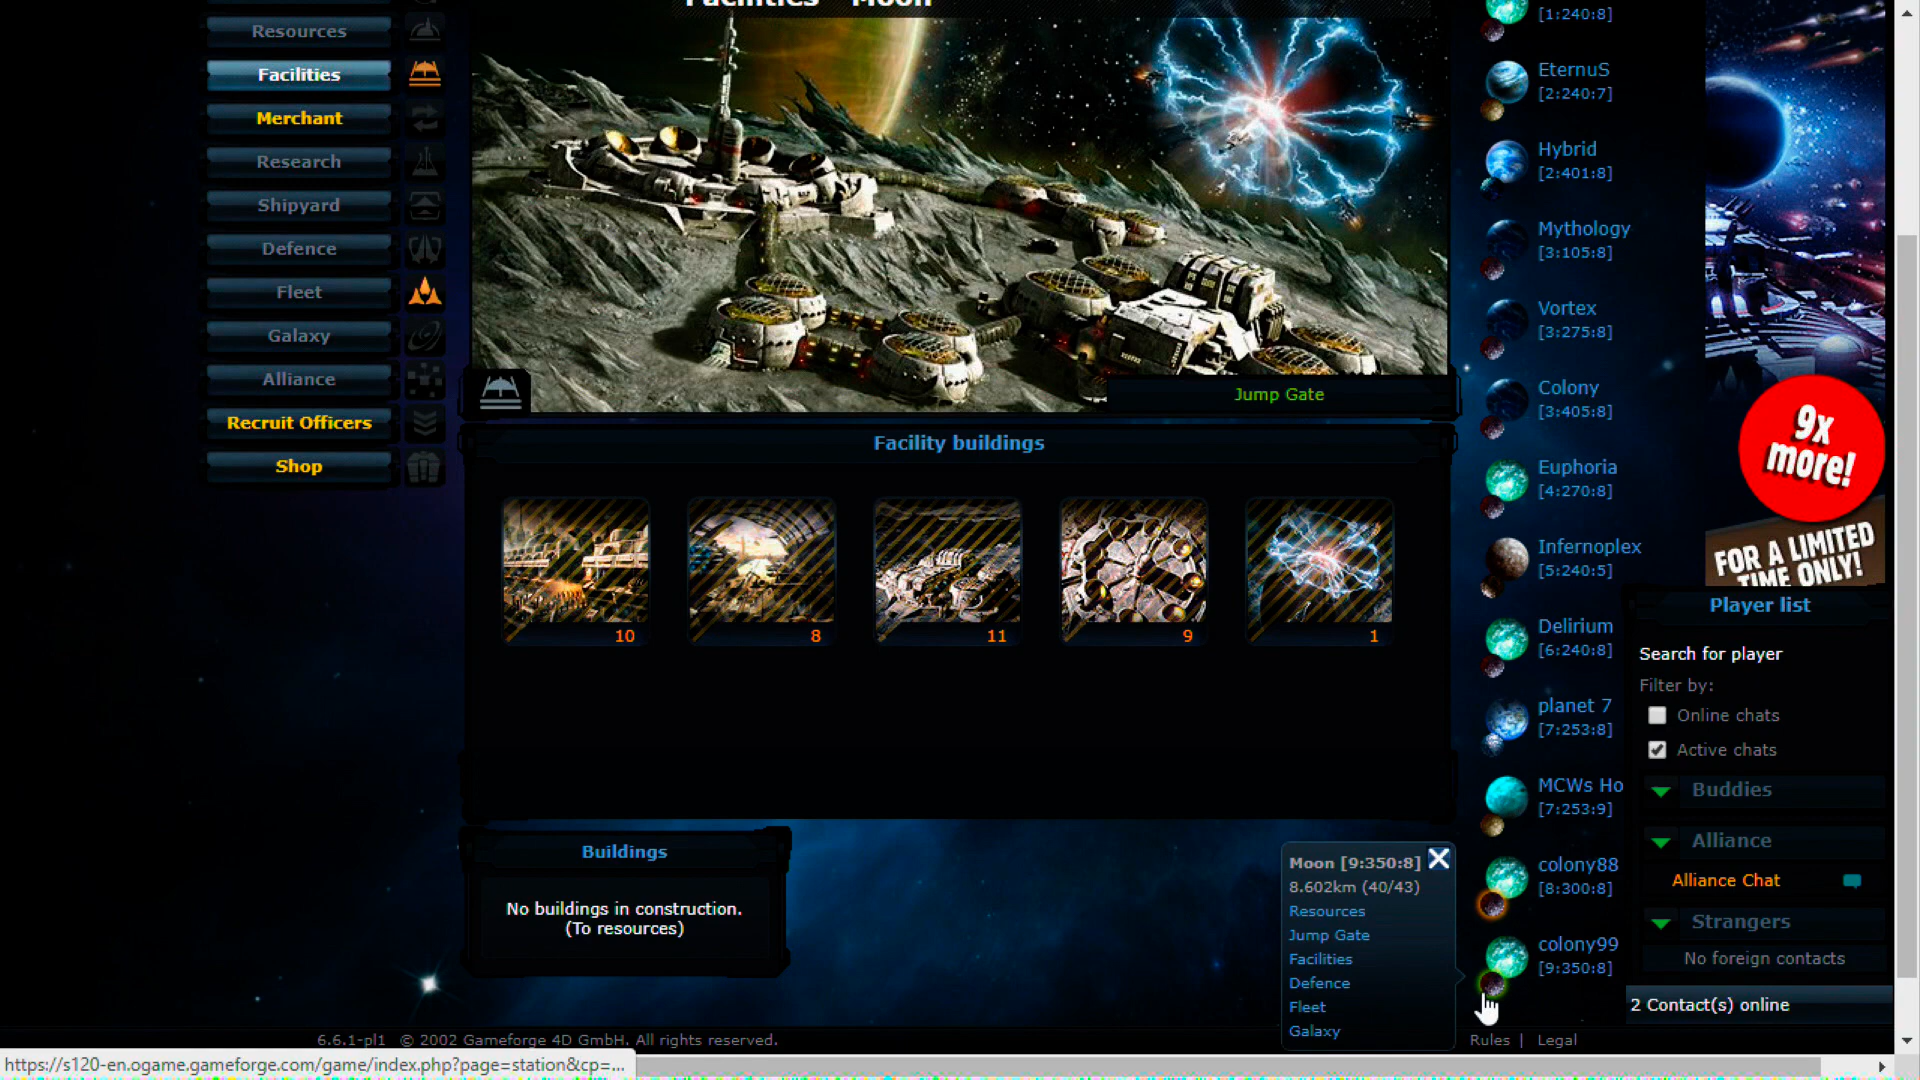 Facilities - Moon
Resources
Facilities
Merchant
Research
Shipyard
Defence
Fleet
Galaxy
Alliance
Recruit Officers
Shop
Jump Gate
Facility buildings
10
8
11
9
1
Buildings
No buildings in construction.
(To resources)
Moon [9:350:8]
8.602km (40/43)
Resources
Jump Gate
Facilities
Defence
Fleet
Galaxy
[1:240:8]
EternuS
[2:240:7]
Hybrid
[2:401:8]
Mythology
[3:105:8]
Vortex
[3:275:8]
Colony
[3:405:8]
Euphoria
[4:270:8]
Infernoplex
[5:240:5]
Delirium
[6:240:8]
planet 7
[7:253:8]
MCWs Ho
[7:253:9]
colony88
[8:300:8]
colony99
[9:350:8]
9x
more!
FOR A LIMITED
TIME ONLY!
Player list
Search for player
Filter by:
Online chats
Active chats
Buddies
Alliance
Alliance Chat
Strangers
No foreign contacts
2 Contact(s) online
6.6.1-pl1 © 2002 Gameforge 4D GmbH. All rights reserved.
Rules | Legal
https://s120-en.ogame.gameforge.com/game/index.php?page=station&cp=...